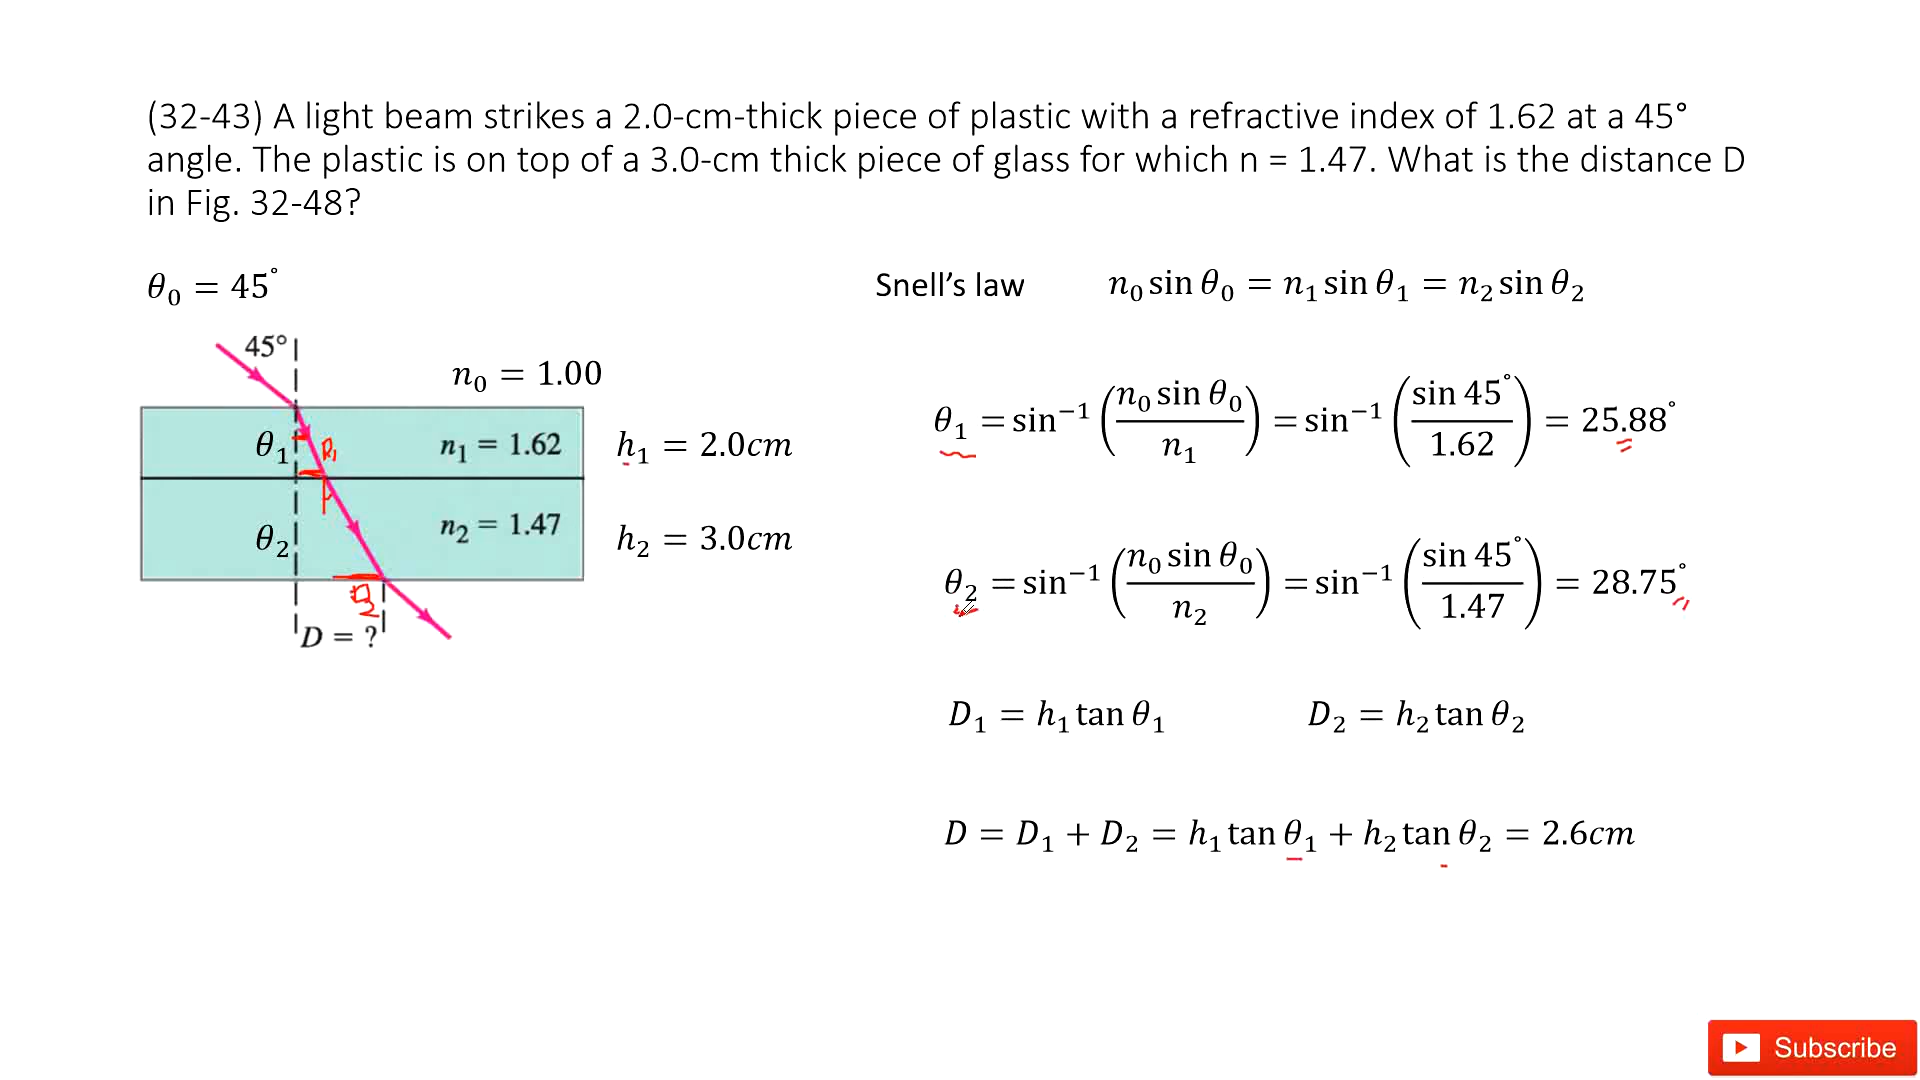 (32-43) A light beam strikes a 2.0-cm-thick piece of plastic with a refractive index of 1.62 at a 45°
angle. The plastic is on top of a 3.0-cm thick piece of glass for which n = 1.47. What is the distance D
in Fig. 32-48?
θ₀ = 45°
Snell's law n₀ sin θ₀ = n₁ sin θ₁ = n₂ sin θ₂
45°
n₀ = 1.00
θ₁ = sin⁻¹ (n₀ sin θ₀ / n₁) = sin⁻¹ (sin 45° / 1.62) = 25.88°
θ₁ D₁ n₁ = 1.62 h₁ = 2.0cm
θ₂ n₂ = 1.47 h₂ = 3.0cm
θ₂ = sin⁻¹ (n₀ sin θ₀ / n₂) = sin⁻¹ (sin 45° / 1.47) = 28.75°
D₂
D = ?
D₁ = h₁ tan θ₁ D₂ = h₂ tan θ₂
D = D₁ + D₂ = h₁ tan θ₁ + h₂ tan θ₂ = 2.6cm
Subscribe